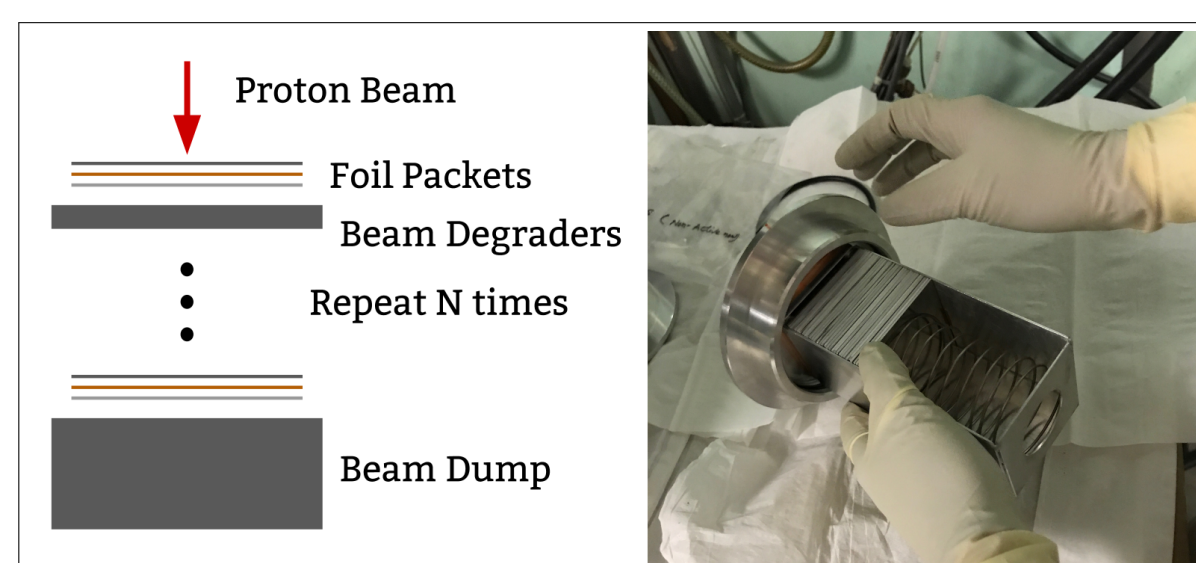 Proton Beam
Foil Packets
Beam Degraders
Repeat N times
Beam Dump